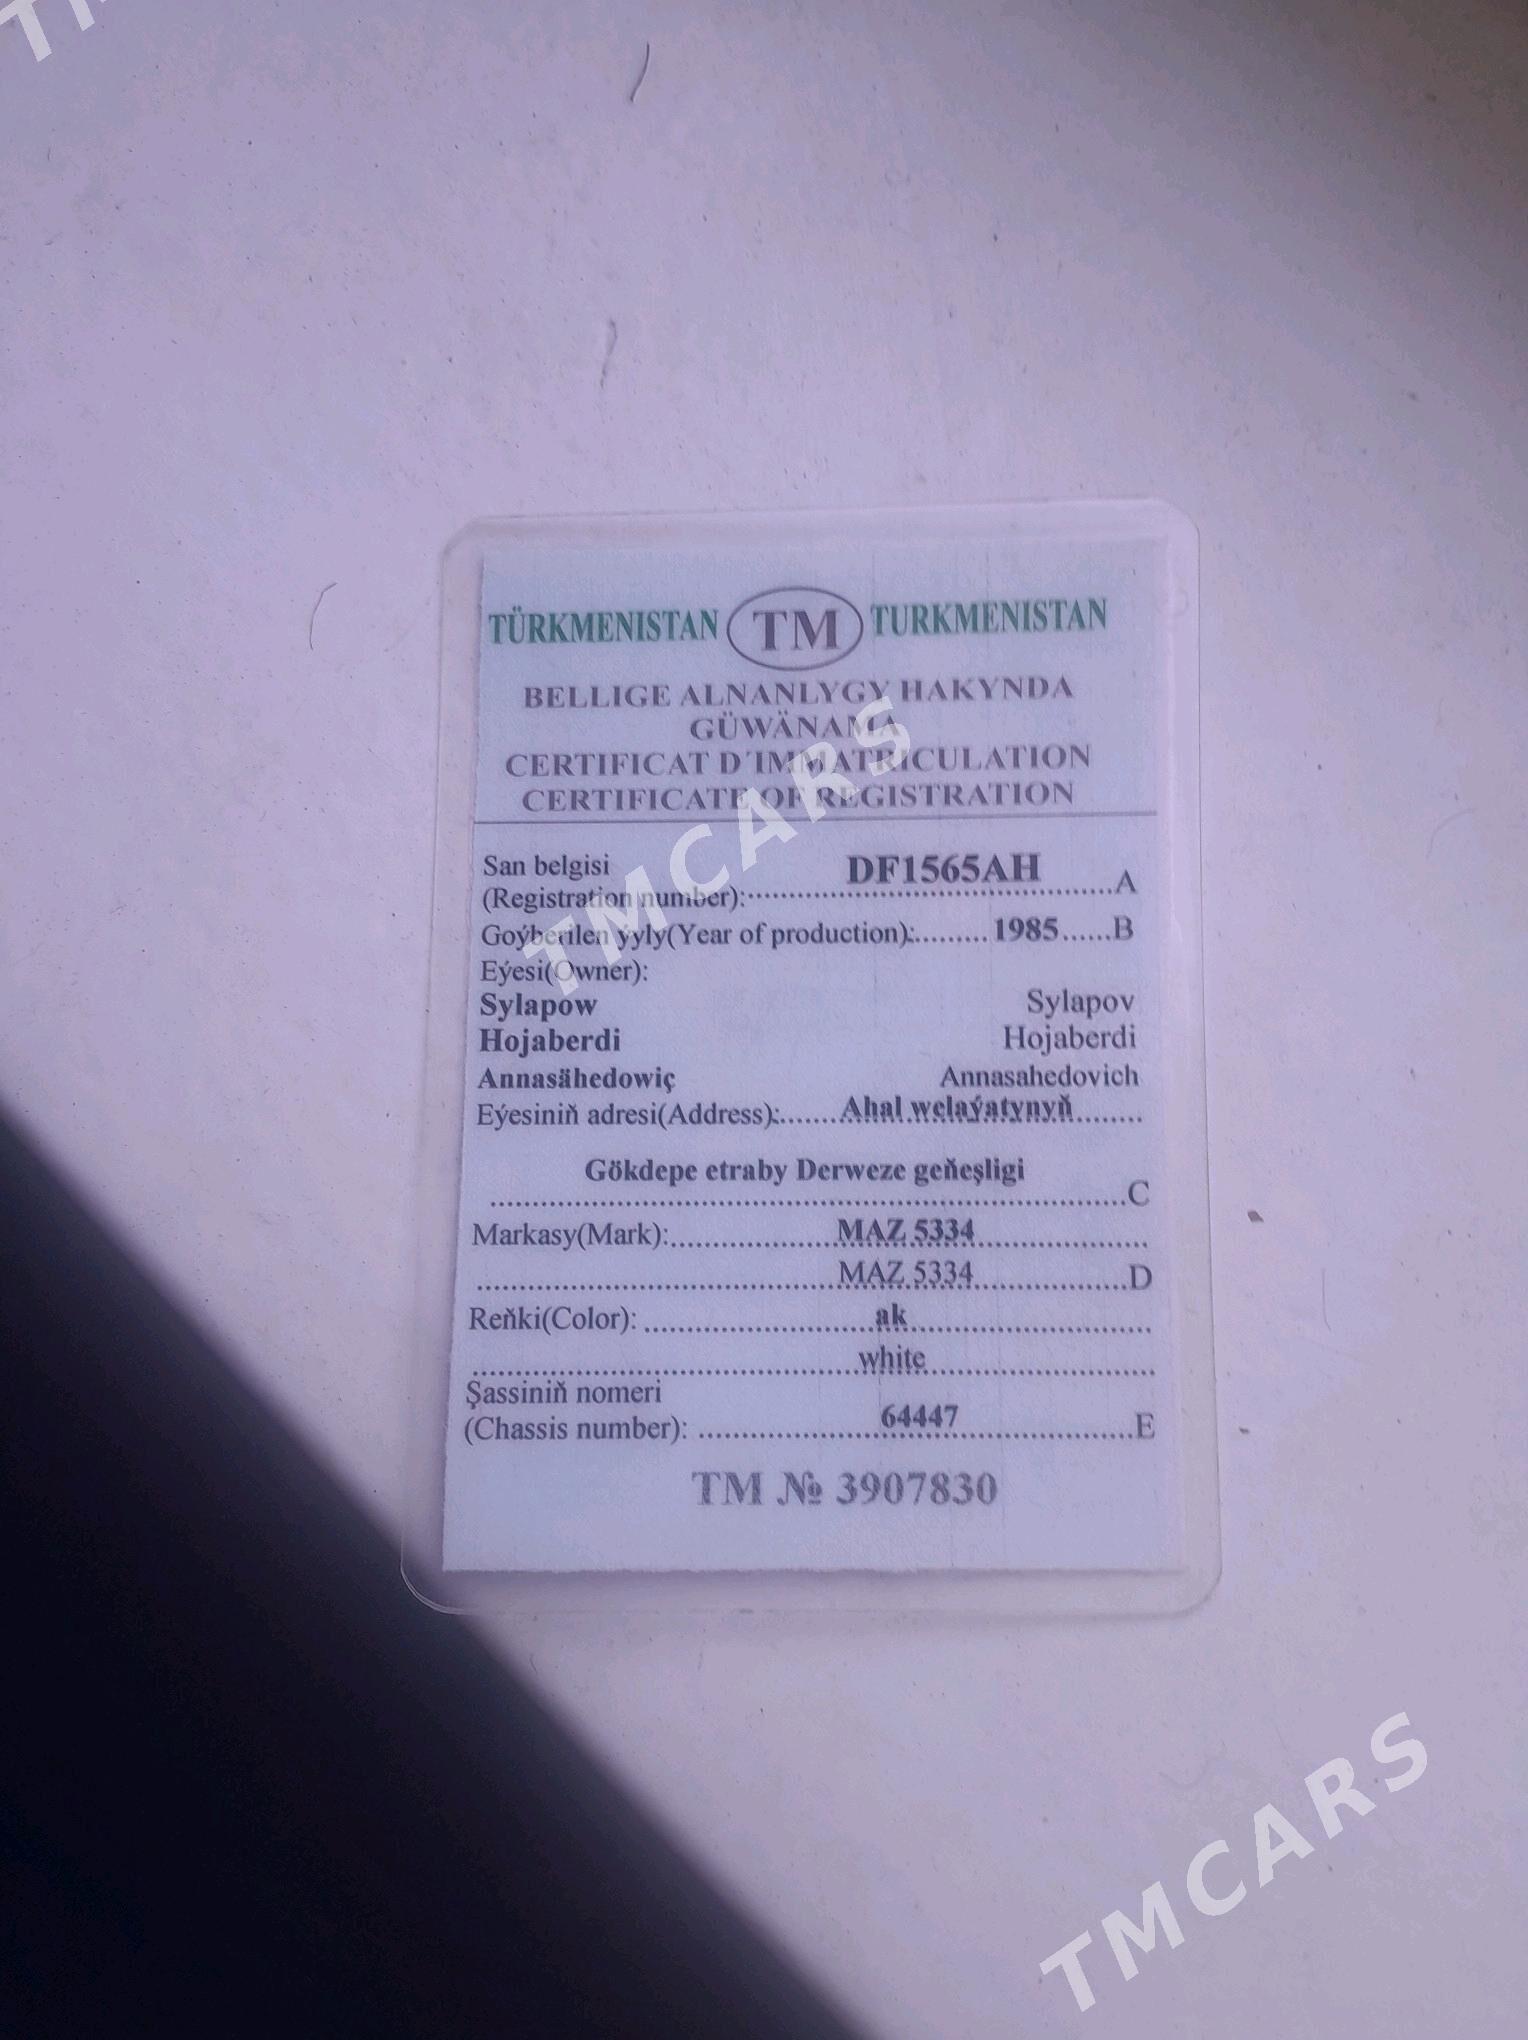 TÜRKMENISTAN TM TURKMENISTAN
BELLIGE ALNANLYGY HAKYNDA
GÜWÄNAMA
CERTIFICAT D´IMMATRICULATION
CERTIFICATE OF REGISTRATION
San belgisi
(Registration number): DF1565AH A
Goýberilen ýyly(Year of production): 1985 B
Eýesi(Owner):
Sylapow Sylapov
Hojaberdi Hojaberdi
Annasähedowiç Annasahedovich
Eýesiniň adresi(Address): Ahal welaýatynyň
Gökdepe etraby Derweze geňeşligi
C
Markasy(Mark): MAZ 5334
MAZ 5334 D
Reňki(Color): ak
white
Şassiniň nomeri
(Chassis number): 64447 E
TM № 3907830
TMCARS
TMCARS